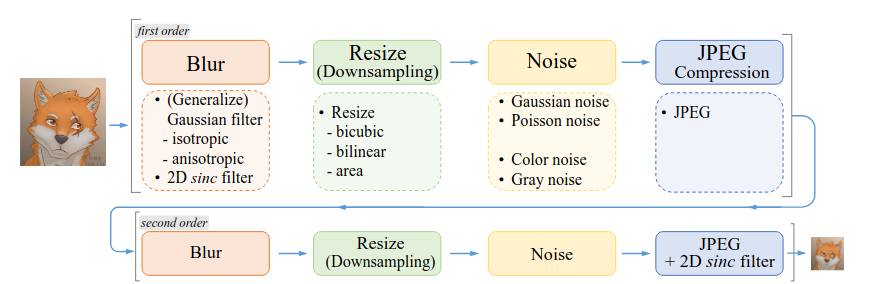 first order
Blur
Resize
(Downsampling)
Noise
JPEG
Compression
• (Generalize)
Gaussian filter
- isotropic
- anisotropic
• 2D sinc filter
• Resize
- bicubic
- bilinear
- area
• Gaussian noise
• Poisson noise
• Color noise
• Gray noise
• JPEG
second order
Blur
Resize
(Downsampling)
Noise
JPEG
+ 2D sinc filter